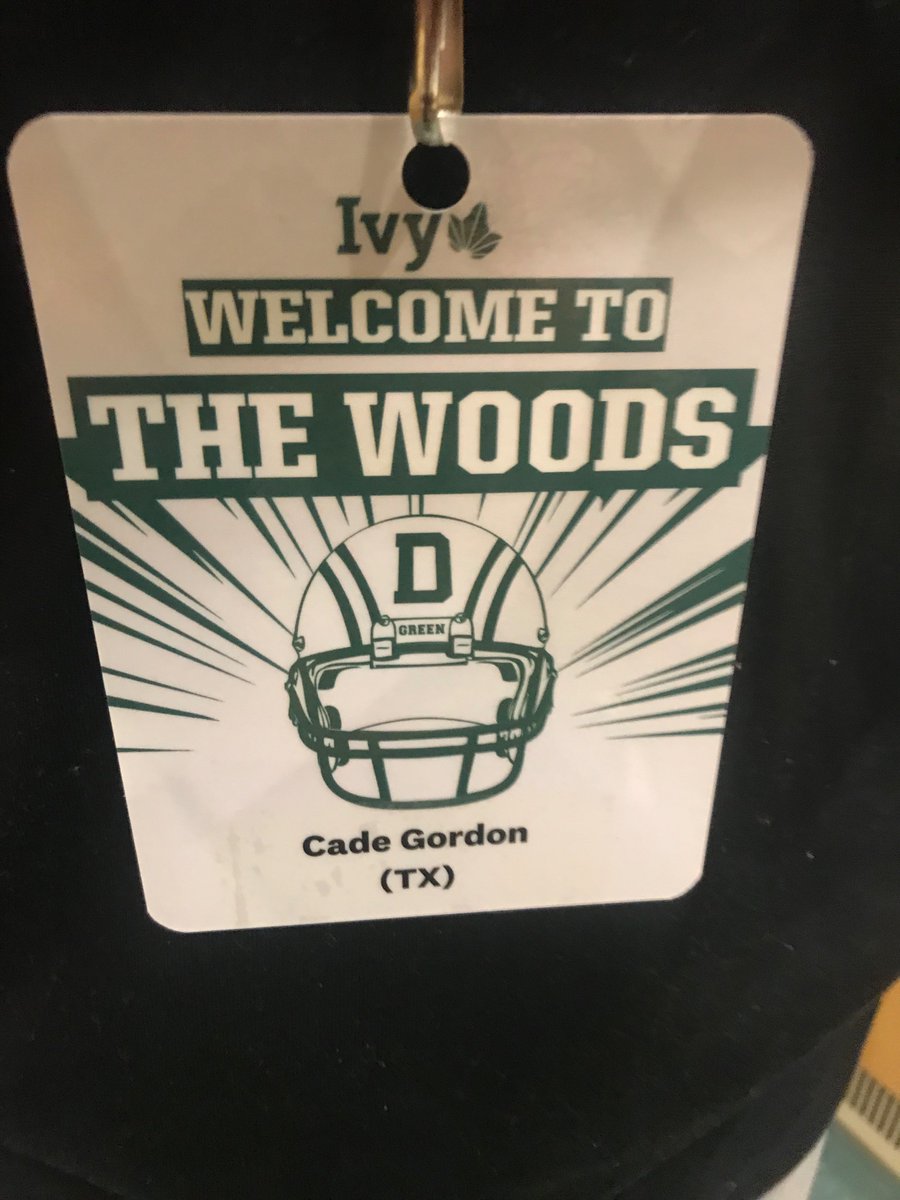 Ivy
WELCOME TO
THE WOODS
D
GREEN
Cade Gordon
(TX)